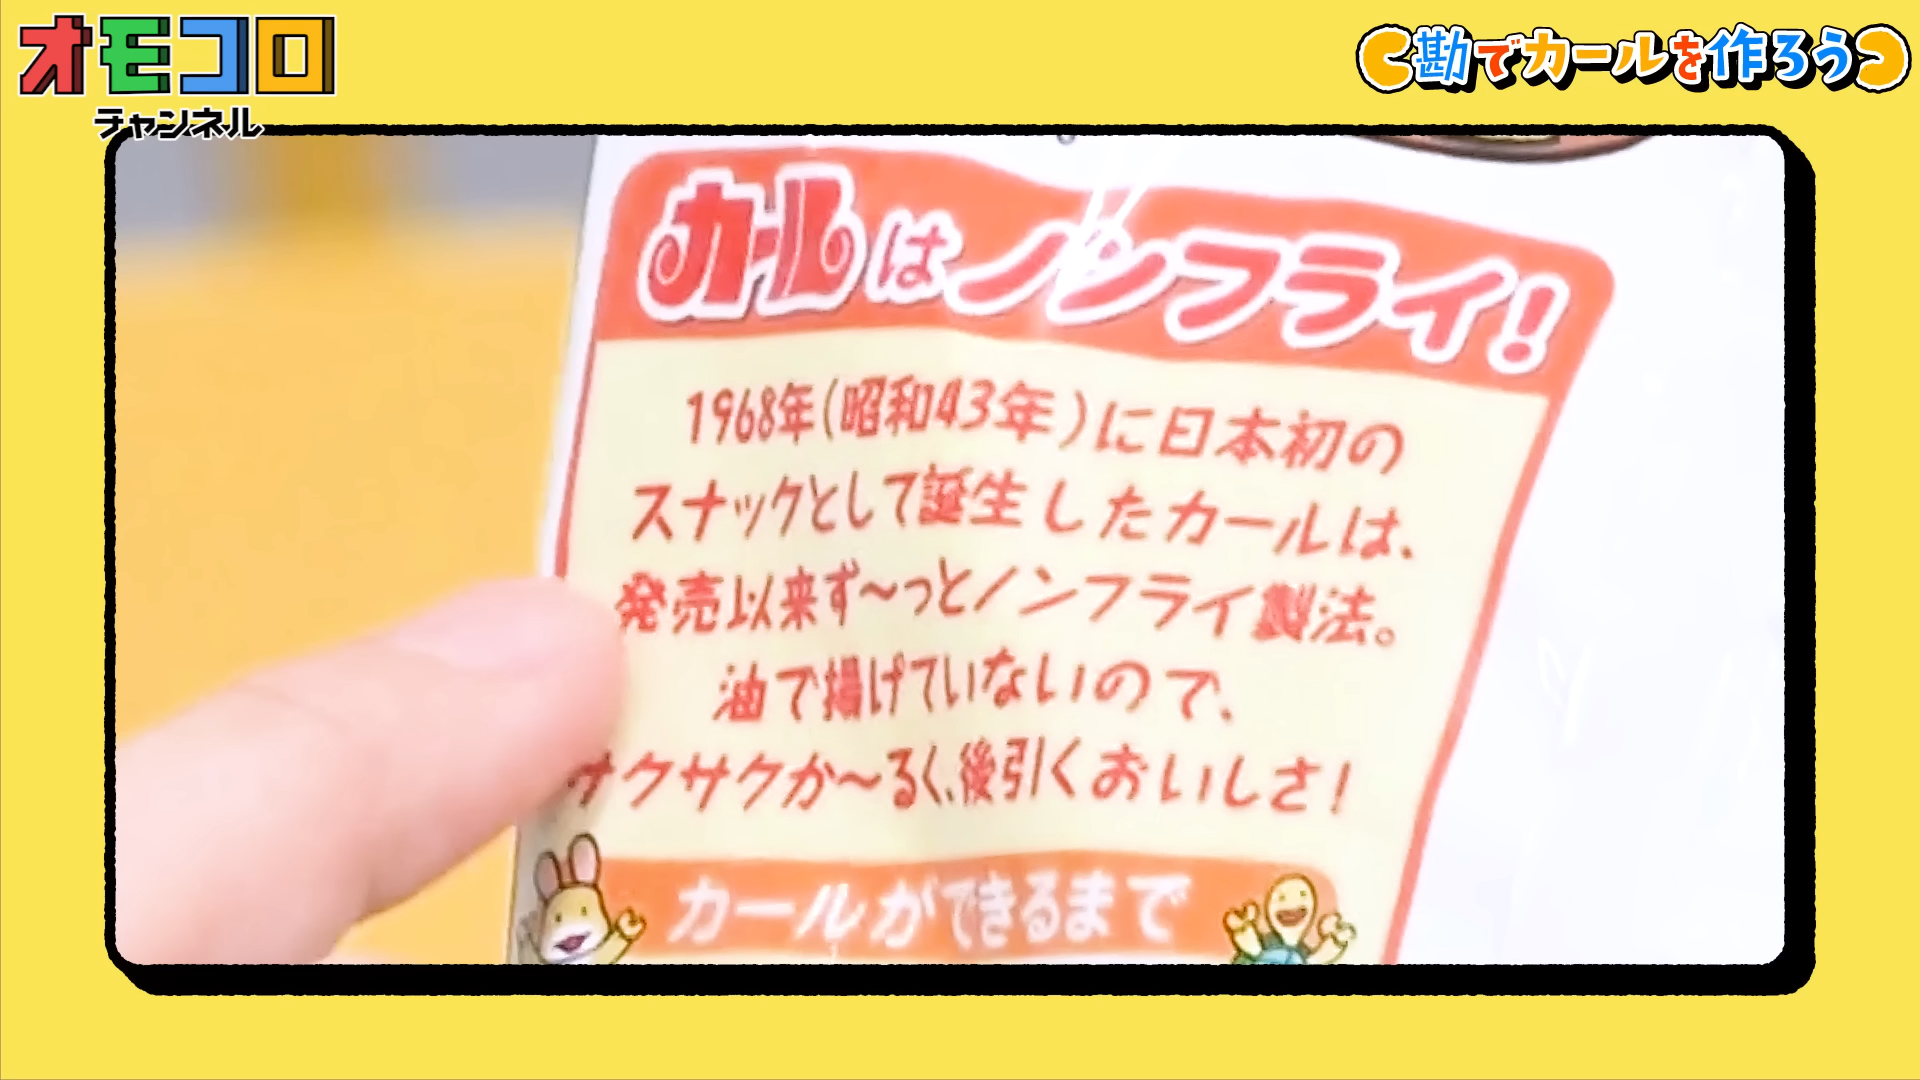 オモコロ
チャンネル
勘でカールを作ろう
カールはノンフライ!
1968年(昭和43年)に日本初の
スナックとして誕生したカールは、
発売以来ず～っとノンフライ製法。
油で揚げていないので、
サクサクか～るく、後引くおいしさ!
カールができるまで